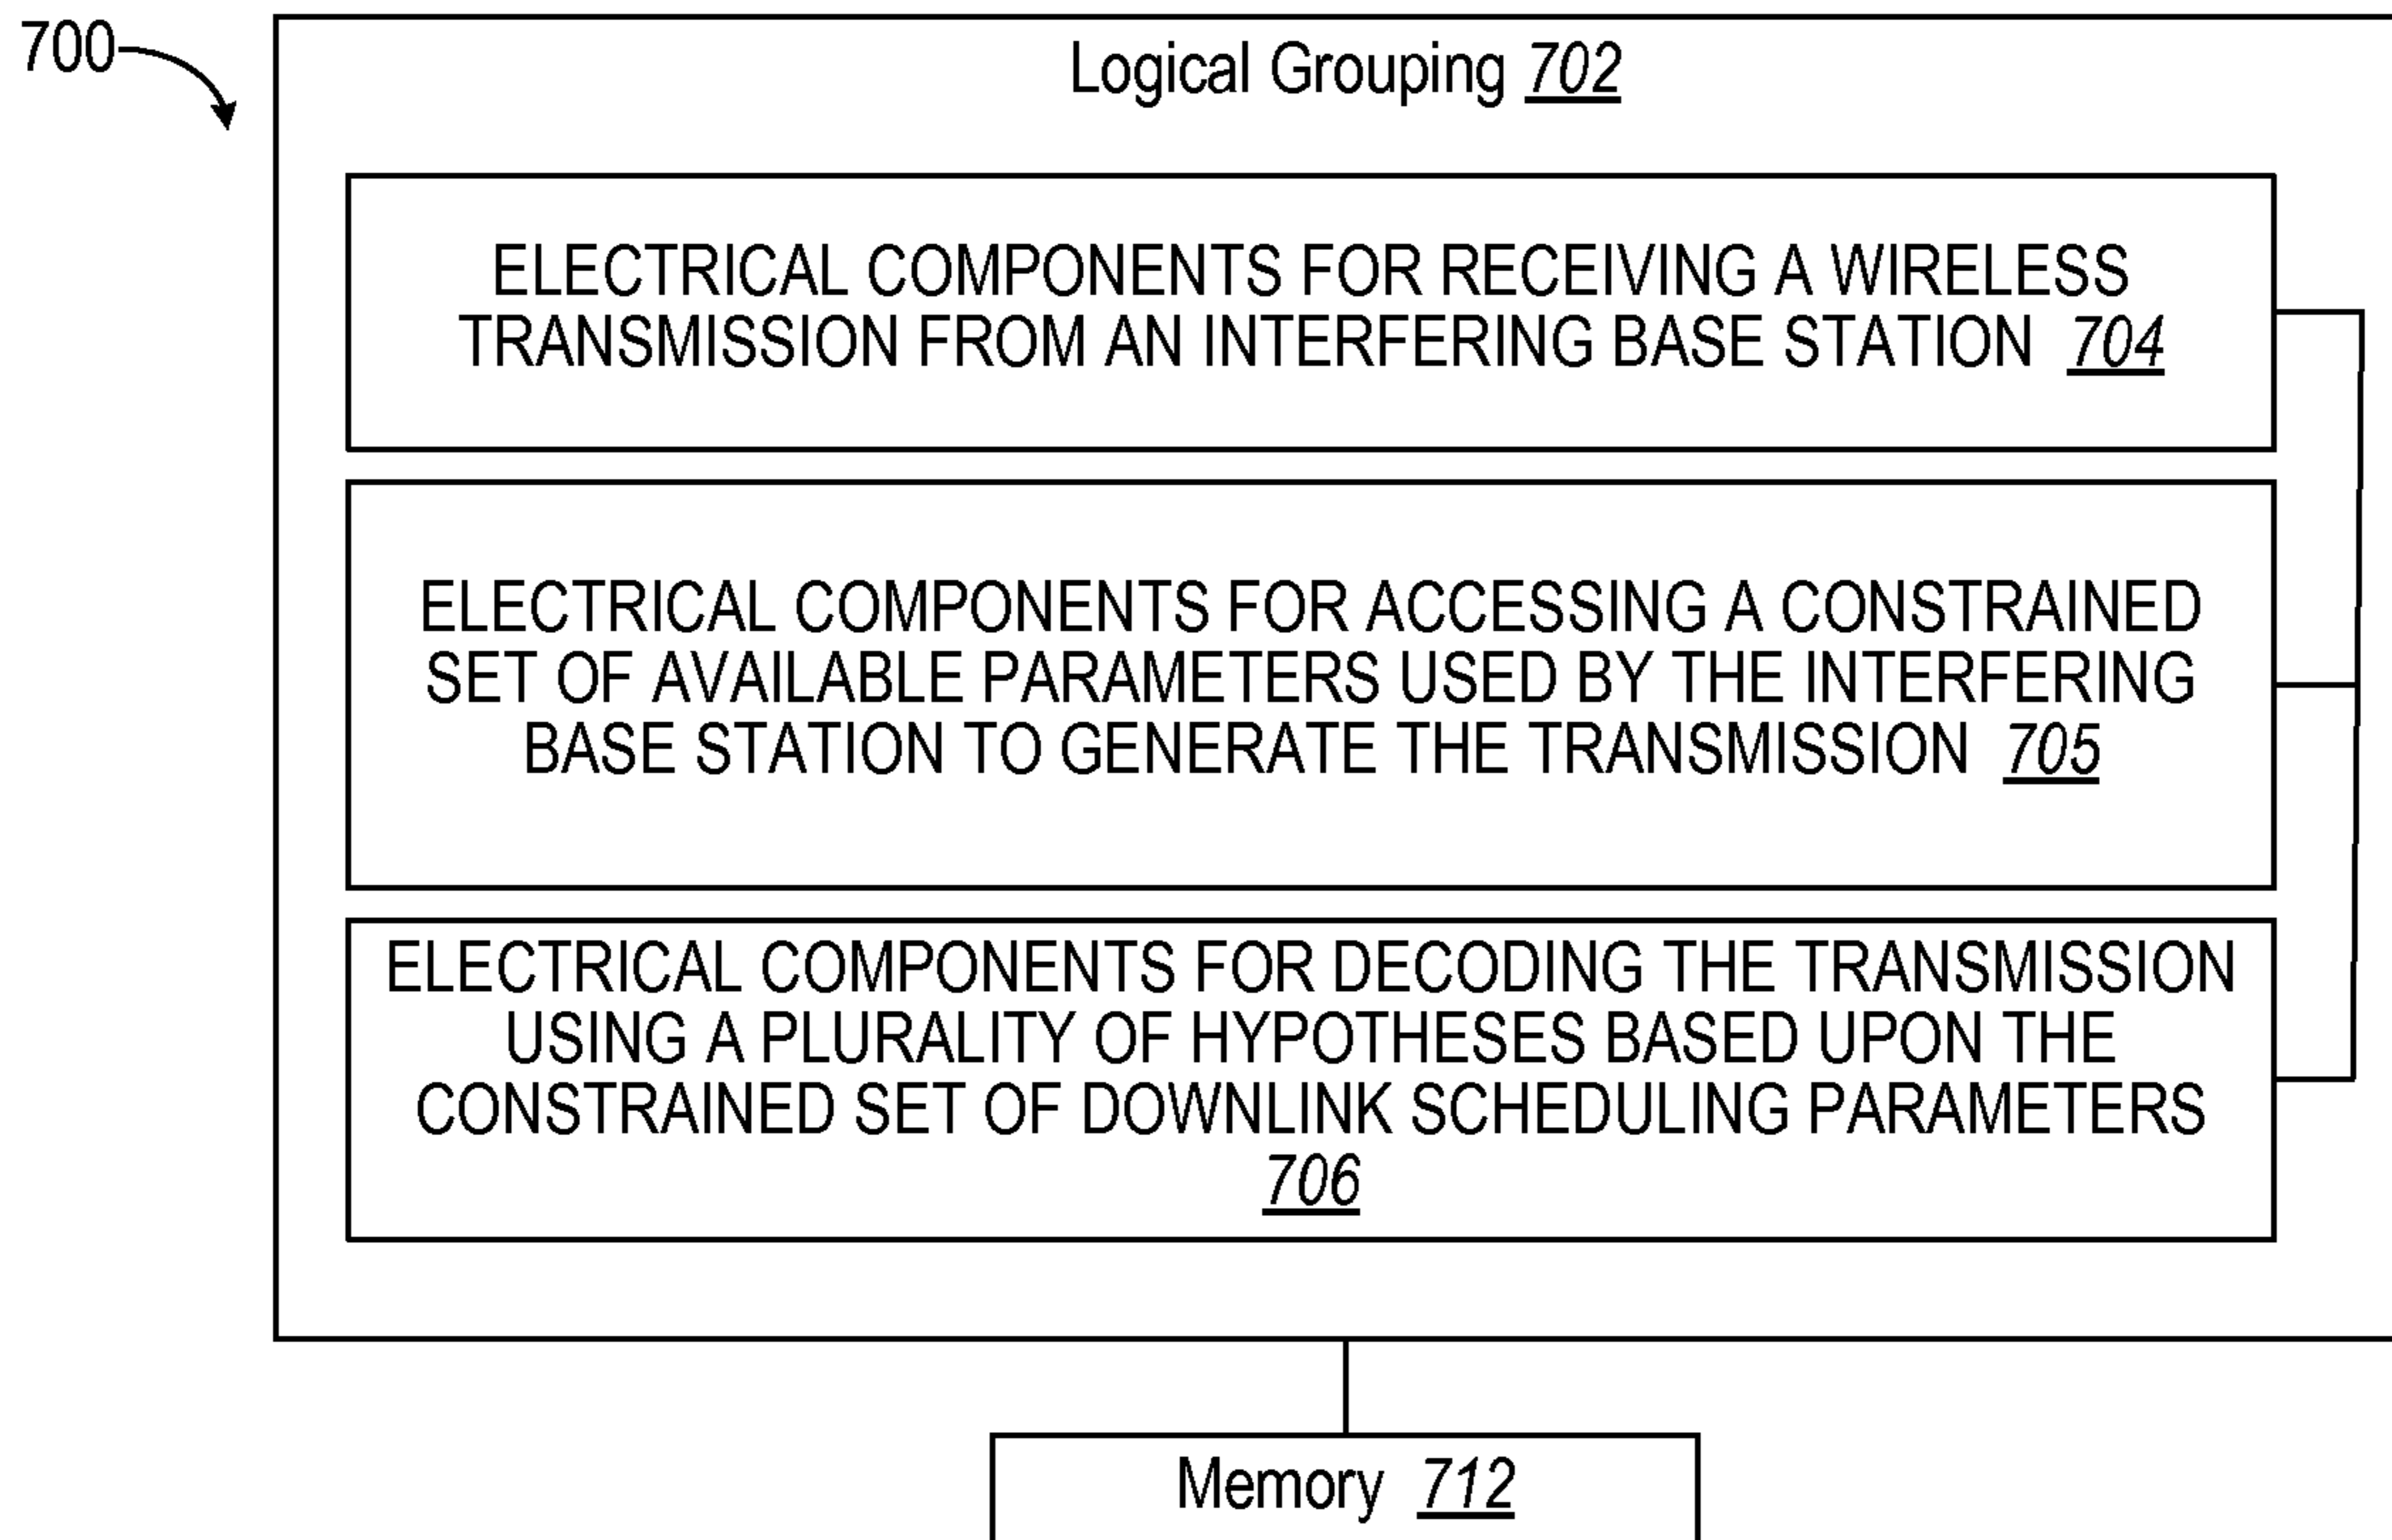 700
Logical Grouping 702
ELECTRICAL COMPONENTS FOR RECEIVING A WIRELESS
TRANSMISSION FROM AN INTERFERING BASE STATION 704
ELECTRICAL COMPONENTS FOR ACCESSING A CONSTRAINED
SET OF AVAILABLE PARAMETERS USED BY THE INTERFERING
BASE STATION TO GENERATE THE TRANSMISSION 705
ELECTRICAL COMPONENTS FOR DECODING THE TRANSMISSION
USING A PLURALITY OF HYPOTHESES BASED UPON THE
CONSTRAINED SET OF DOWNLINK SCHEDULING PARAMETERS
706
Memory 712